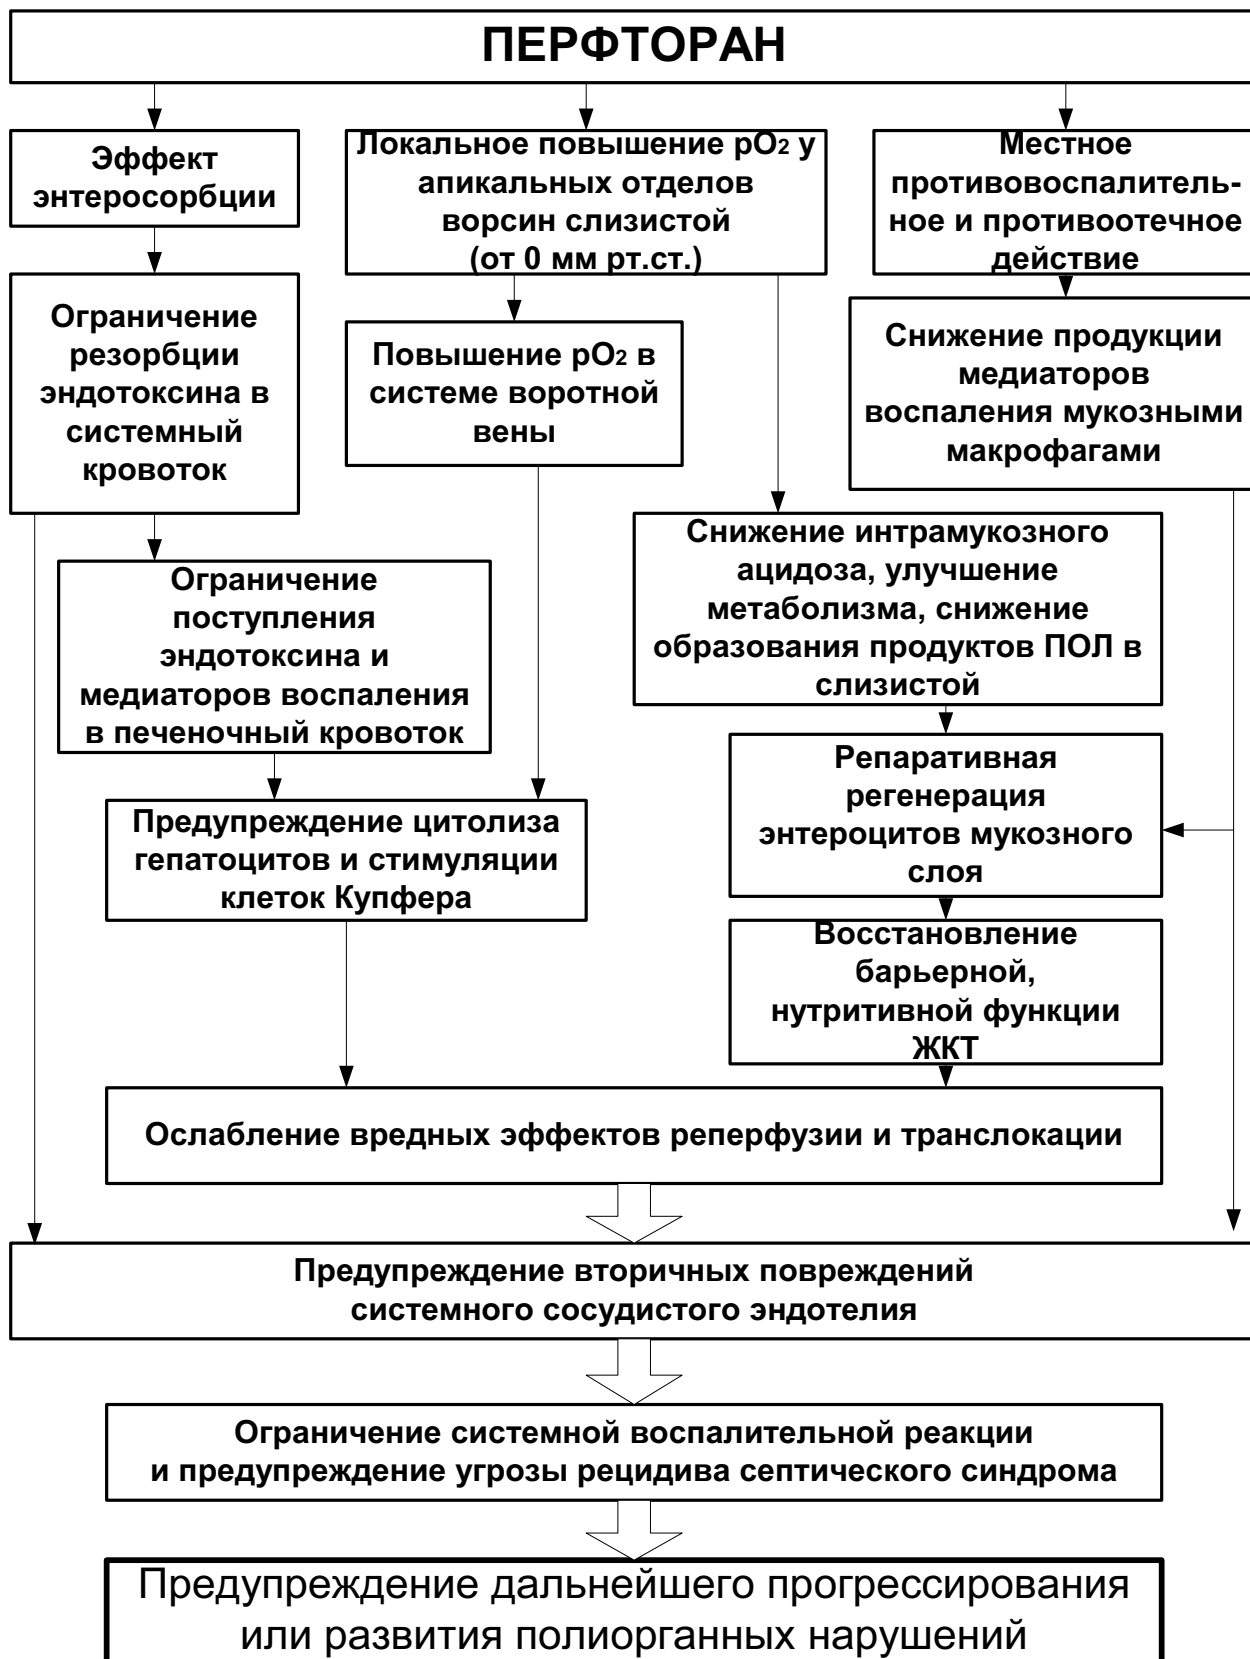 ПЕРФТОРАН
Эффект
энтеросорбции
Локальное повышение pO2 у
апикальных отделов
ворсин слизистой
(от 0 мм рт.ст.)
Местное
противовоспалитель-
ное и противоотечное
действие
Ограничение
резорбции
эндотоксина в
системный
кровоток
Повышение pO2 в
системе воротной
вены
Снижение продукции
медиаторов
воспаления мукозными
макрофагами
Снижение интрамукозного
ацидоза, улучшение
метаболизма, снижение
образования продуктов ПОЛ в
слизистой
Ограничение
поступления
эндотоксина и
медиаторов воспаления
в печеночный кровоток
Репаративная
регенерация
энтероцитов мукозного
слоя
Предупреждение цитолиза
гепатоцитов и стимуляции
клеток Купфера
Восстановление
барьерной,
нутритивной функции
ЖКТ
Ослабление вредных эффектов реперфузии и транслокации
Предупреждение вторичных повреждений
системного сосудистого эндотелия
Ограничение системной воспалительной реакции
и предупреждение угрозы рецидива септического синдрома
Предупреждение дальнейшего прогрессирования
или развития полиорганных нарушений